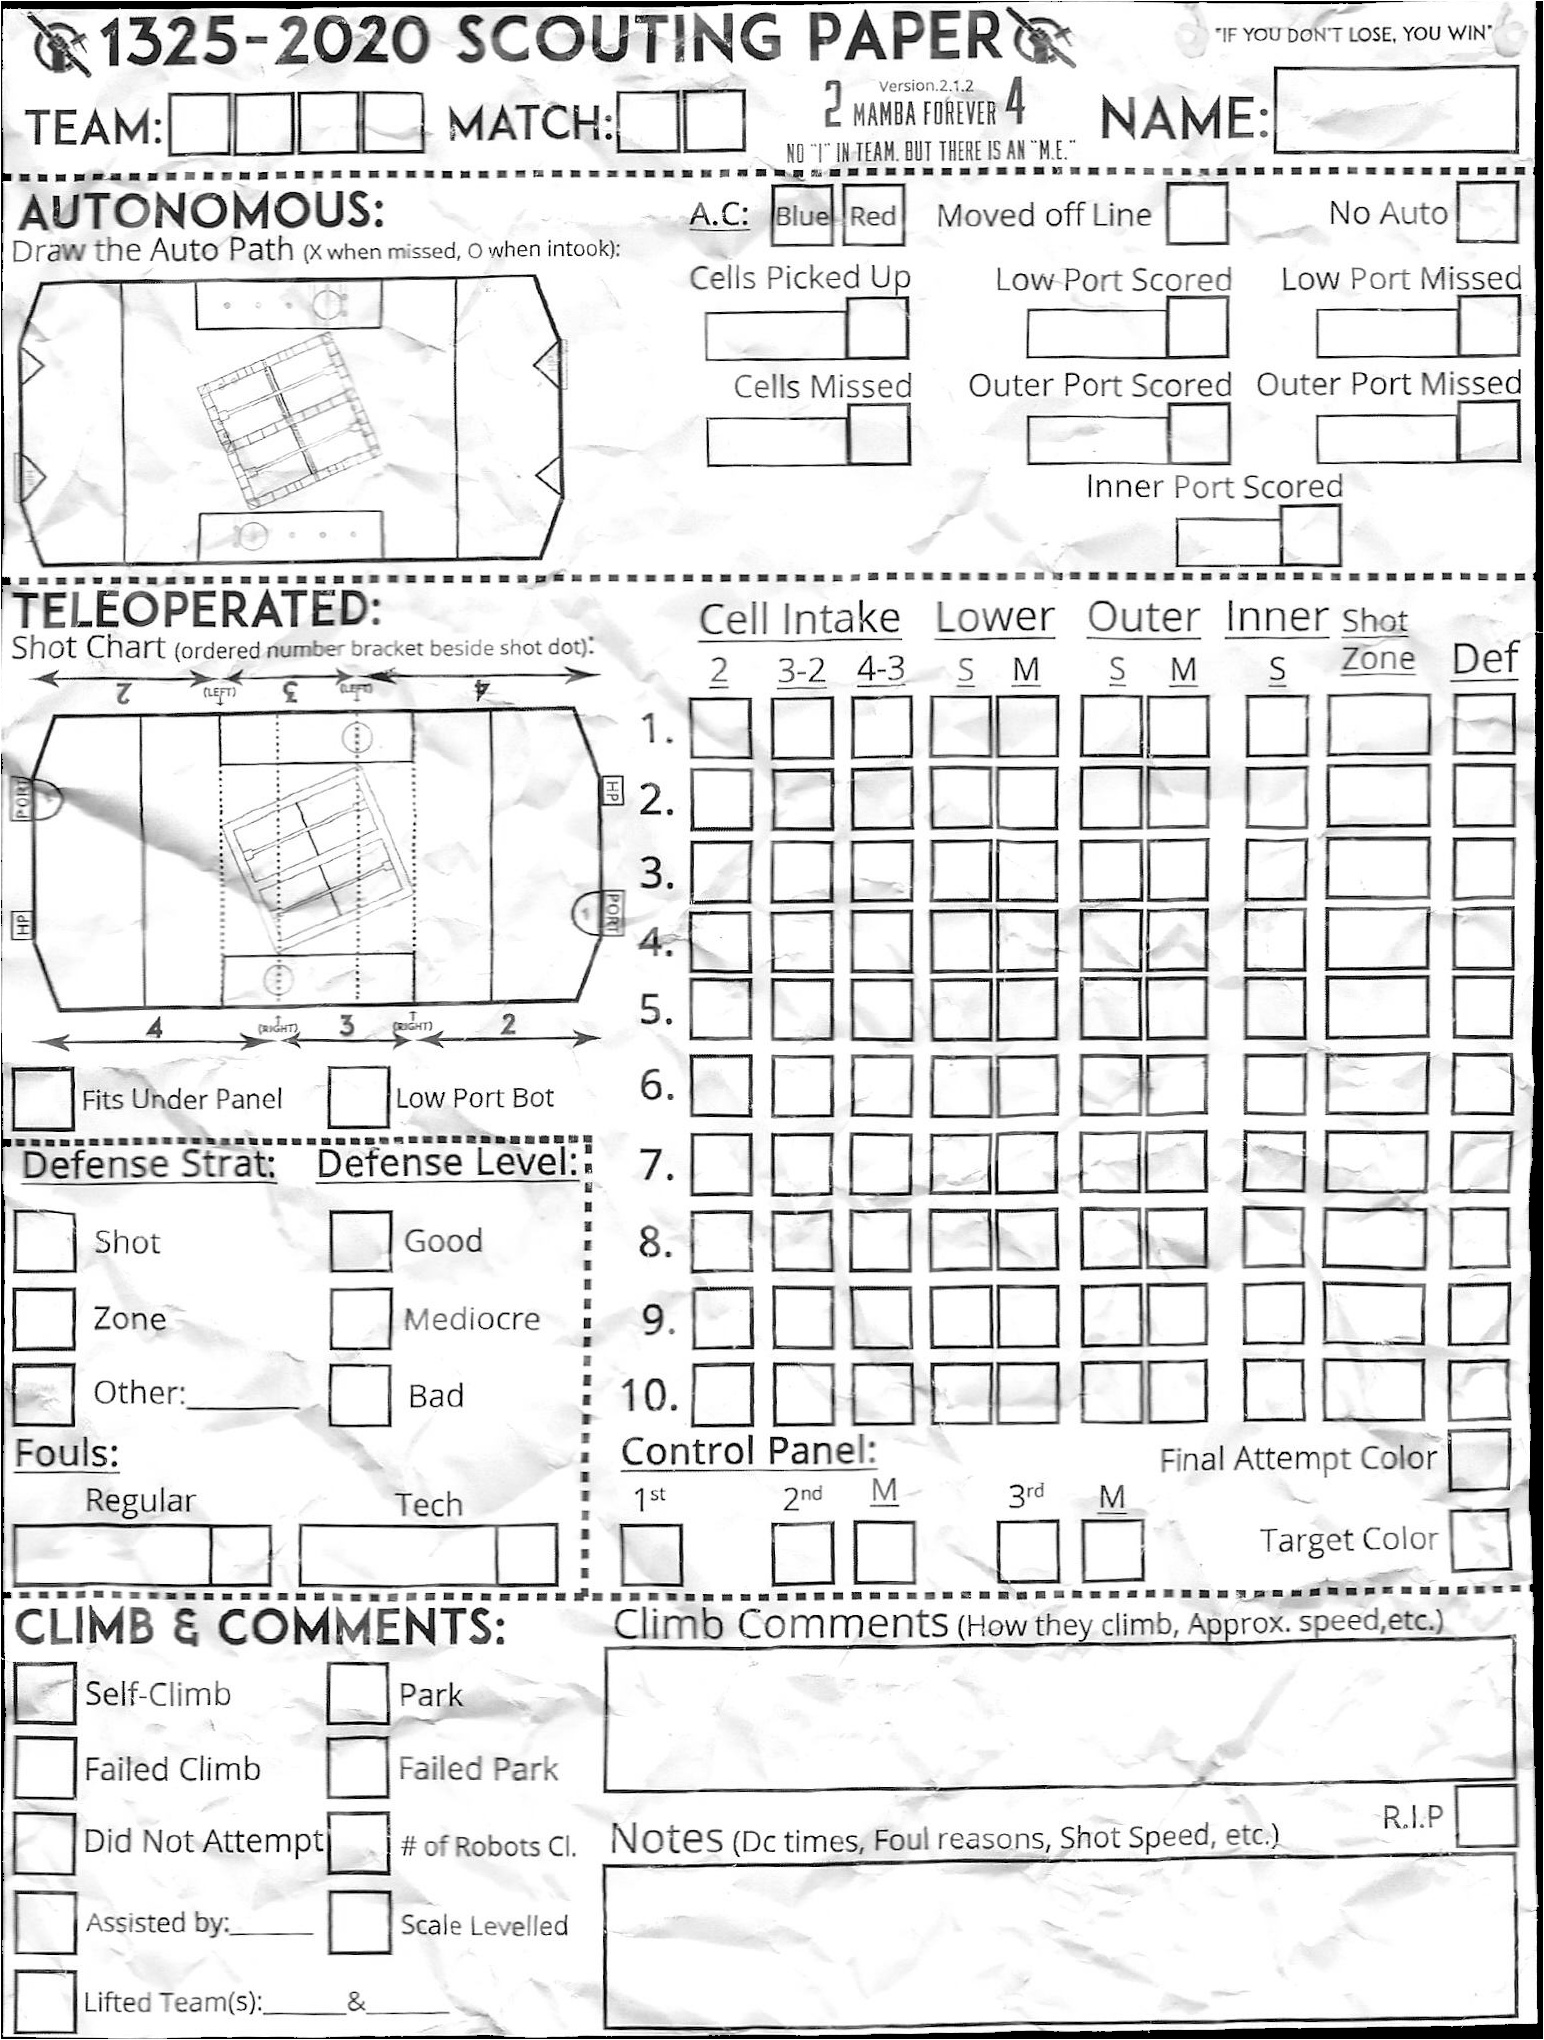 1325-2020 SCOUTING PAPER
"IF YOU DON'T LOSE, YOU WIN"
TEAM: MATCH:
Version.2.1.2
2 MAMBA FOREVER 4
NO "I" IN TEAM. BUT THERE IS AN "M.E."
NAME:
AUTONOMOUS:
Draw the Auto Path (X when missed, O when intook):
A.C: Blue Red Moved off Line No Auto
Cells Picked Up Low Port Scored Low Port Missed
Cells Missed Outer Port Scored Outer Port Missed
Inner Port Scored
TELEOPERATED:
Shot Chart (ordered number bracket beside shot dot):
2 (LEFT) 3 (LEFT) 4
PORT HP
HP 1 PORT
4 (RIGHT) 3 (RIGHT) 2
Fits Under Panel Low Port Bot
Cell Intake Lower Outer Inner Shot Zone Def
2 3-2 4-3 S M S M S
1.
2.
3.
4.
5.
6.
7.
8.
9.
10.
Defense Strat: Defense Level:
Shot Good
Zone Mediocre
Other:______ Bad
Fouls:
Regular Tech
Control Panel:
1st 2nd M 3rd M
Final Attempt Color
Target Color
CLIMB & COMMENTS:
Self-Climb Park
Failed Climb Failed Park
Did Not Attempt # of Robots Cl.
Assisted by:______ Scale Levelled
Lifted Team(s):______&______
Climb Comments (How they climb, Approx. speed,etc.)
R.I.P
Notes (Dc times, Foul reasons, Shot Speed, etc.)